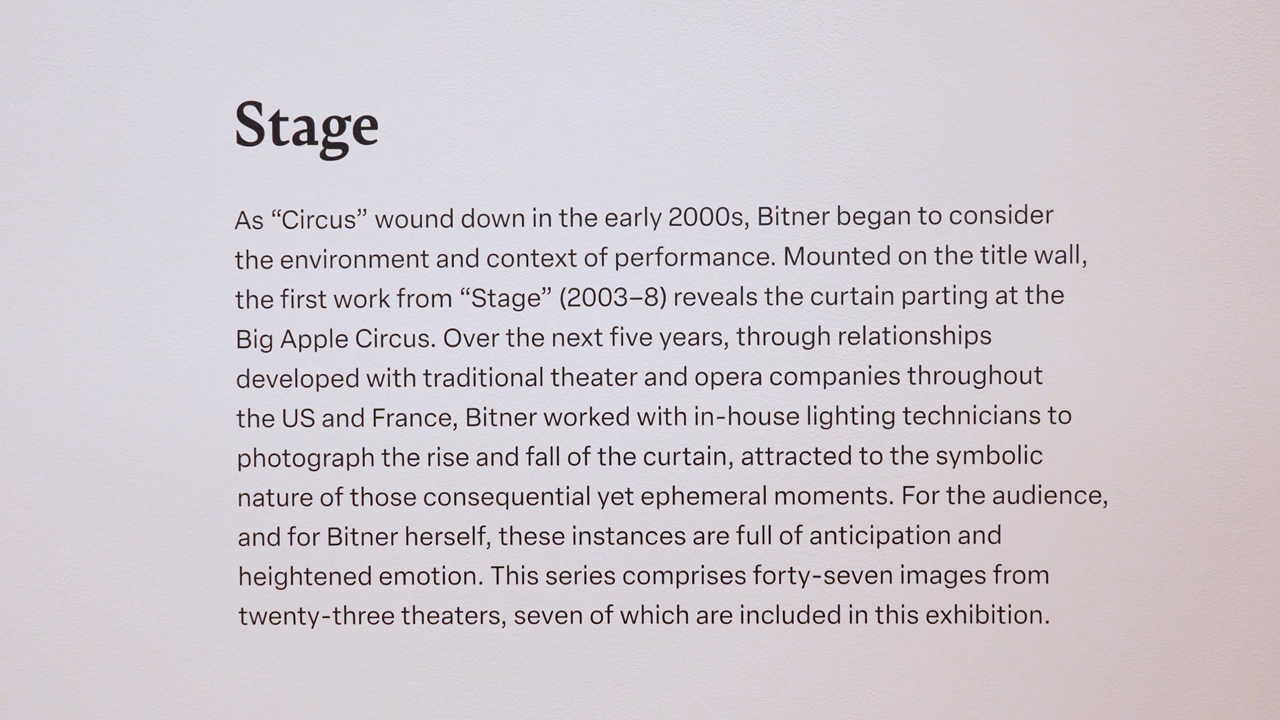 Stage
As “Circus” wound down in the early 2000s, Bitner began to consider
the environment and context of performance. Mounted on the title wall,
the first work from “Stage” (2003–8) reveals the curtain parting at the
Big Apple Circus. Over the next five years, through relationships
developed with traditional theater and opera companies throughout
the US and France, Bitner worked with in-house lighting technicians to
photograph the rise and fall of the curtain, attracted to the symbolic
nature of those consequential yet ephemeral moments. For the audience,
and for Bitner herself, these instances are full of anticipation and
heightened emotion. This series comprises forty-seven images from
twenty-three theaters, seven of which are included in this exhibition.